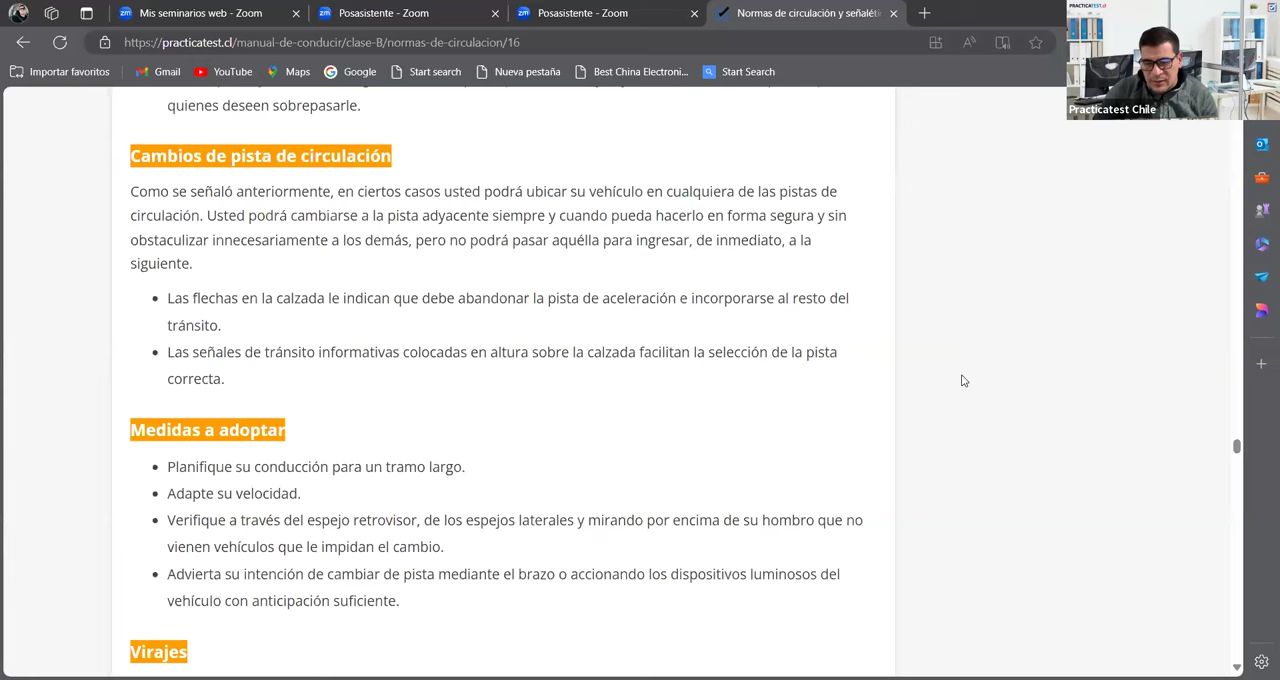 Mis seminarios web - Zoom
Posasistente - Zoom
Posasistente - Zoom
Normas de circulación y señaléti
https://practicatest.cl/manual-de-conducir/clase-B/normas-de-circulacion/16
Importar favoritos
Gmail
YouTube
Maps
Google
Start search
Nueva pestaña
Best China Electroni...
Start Search
PRACTICATEST.cl
Practicatest Chile
quienes deseen sobrepasarle.
Cambios de pista de circulación
Como se señaló anteriormente, en ciertos casos usted podrá ubicar su vehículo en cualquiera de las pistas de
circulación. Usted podrá cambiarse a la pista adyacente siempre y cuando pueda hacerlo en forma segura y sin
obstaculizar innecesariamente a los demás, pero no podrá pasar aquélla para ingresar, de inmediato, a la
siguiente.
Las flechas en la calzada le indican que debe abandonar la pista de aceleración e incorporarse al resto del
tránsito.
Las señales de tránsito informativas colocadas en altura sobre la calzada facilitan la selección de la pista
correcta.
Medidas a adoptar
Planifique su conducción para un tramo largo.
Adapte su velocidad.
Verifique a través del espejo retrovisor, de los espejos laterales y mirando por encima de su hombro que no
vienen vehículos que le impidan el cambio.
Advierta su intención de cambiar de pista mediante el brazo o accionando los dispositivos luminosos del
vehículo con anticipación suficiente.
Virajes